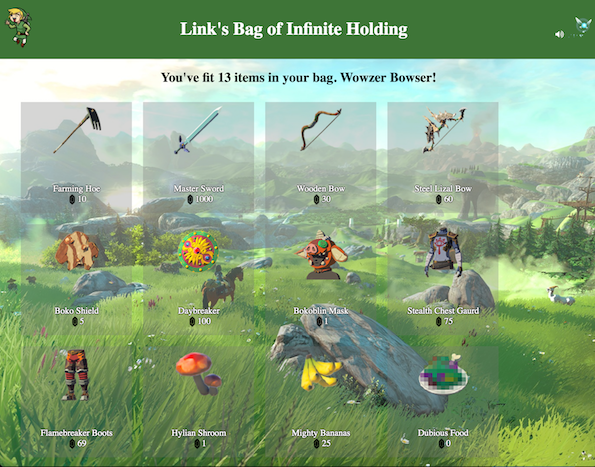 Link's Bag of Infinite Holding
You've fit 13 items in your bag. Wowzer Bowser!
Farming Hoe
10
Master Sword
1000
Wooden Bow
30
Steel Lazal Bow
60
Boko Shield
5
Daybreaker
100
Bokoblin Mask
1
Stealth Chest Gaurd
75
Flamebreaker Boots
69
Hylian Shroom
1
Mighty Bananas
25
Dubious Food
0